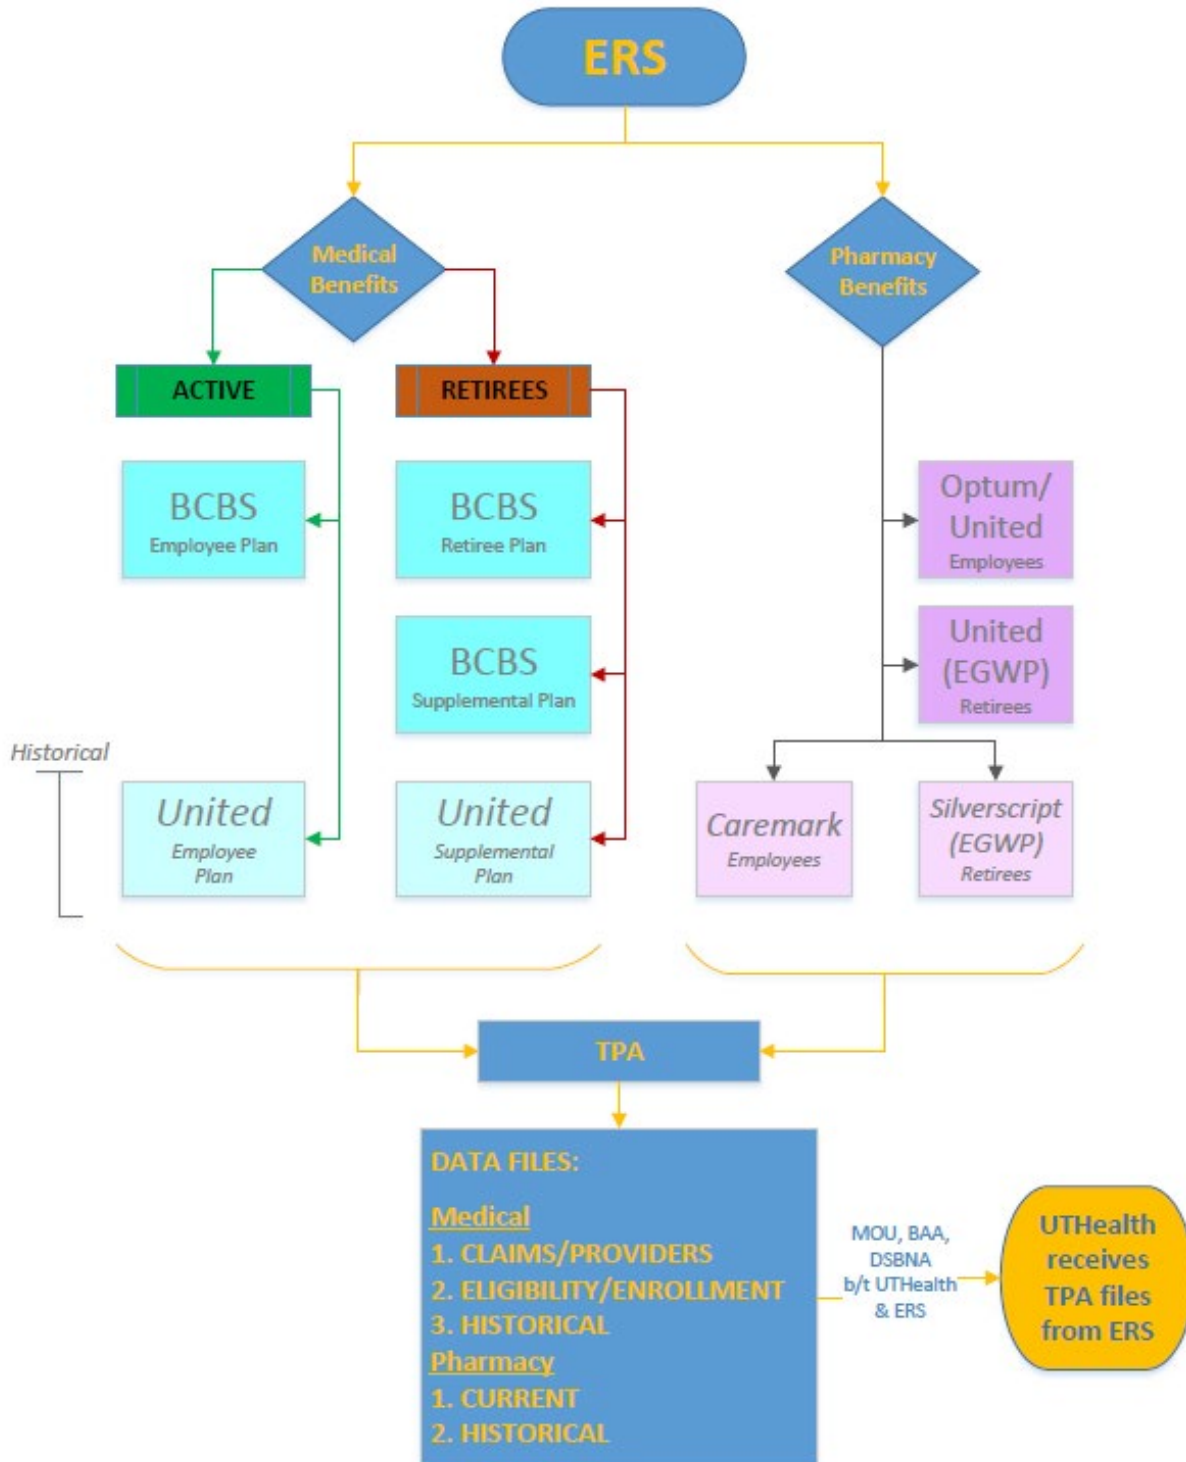 ERS
Medical
Benefits
Pharmacy
Benefits
ACTIVE
RETIREES
BCBS
Employee Plan
BCBS
Retiree Plan
Optum/
United
Employees
BCBS
Supplemental Plan
United
(EGWP)
Retirees
Historical
United
Employee
Plan
United
Supplemental
Plan
Caremark
Employees
Silverscript
(EGWP)
Retirees
TPA
DATA FILES:
Medical
1. CLAIMS/PROVIDERS
2. ELIGIBILITY/ENROLLMENT
3. HISTORICAL
Pharmacy
1. CURRENT
2. HISTORICAL
MOU, BAA,
DSBNA
b/t UTHealth
& ERS
UTHealth
receives
TPA files
from ERS